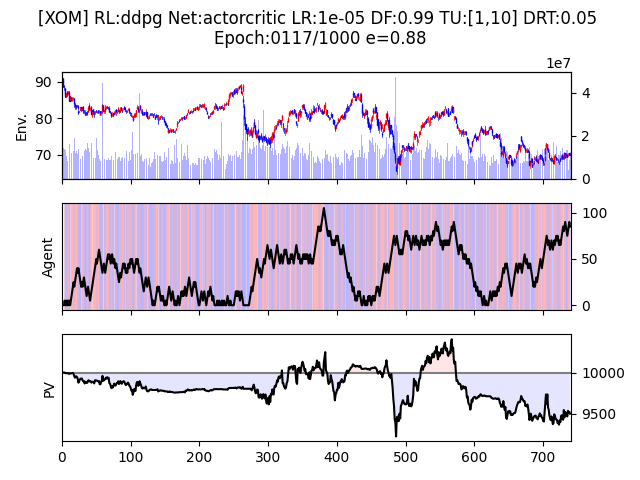 [XOM] RL:ddpg Net:actorcritic LR:1e-05 DF:0.99 TU:[1,10] DRT:0.05
Epoch:0117/1000 e=0.88
1e7
90
80
70
Env.
4
2
0
Agent
100
50
0
PV
10000
9500
0 100 200 300 400 500 600 700